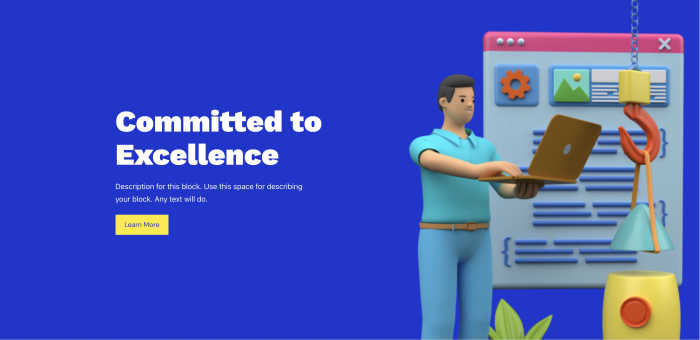 Committed to
Excellence
Description for this block. Use this space for describing
your block. Any text will do.
Learn More